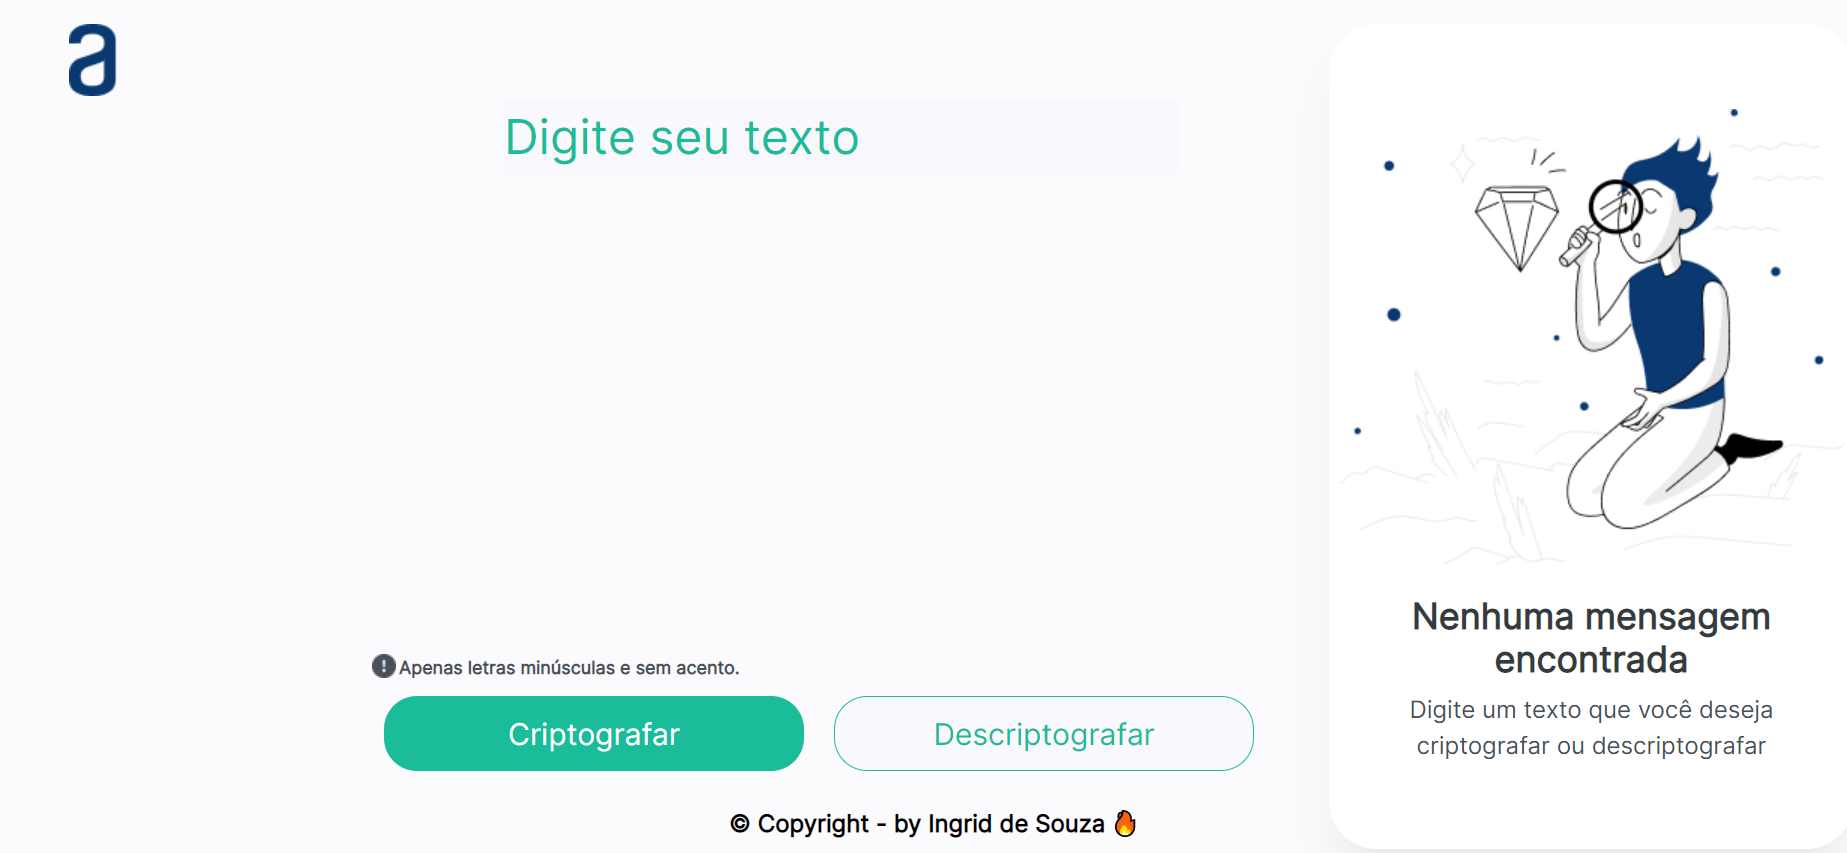 a
Digite seu texto
Apenas letras minúsculas e sem acento.
Criptografar
Descriptografar
© Copyright - by Ingrid de Souza 🔥
Nenhuma mensagem
encontrada
Digite um texto que você deseja
criptografar ou descriptografar